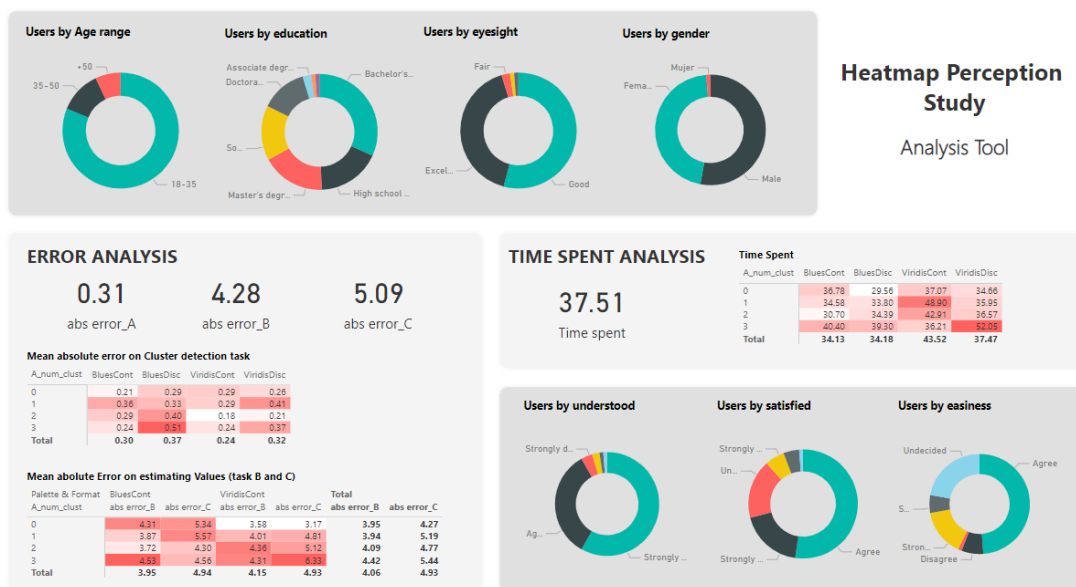 Users by Age range
+50
35-50
18-35
Users by education
Associate degr...
Doctora...
So...
Master's degr...
Bachelor's...
High school ...
Users by eyesight
Fair
Excel...
Good
Users by gender
Mujer
Fema...
Male
Heatmap Perception
Study
Analysis Tool
ERROR ANALYSIS
0.31 4.28 5.09
abs error_A abs error_B abs error_C
Mean absolute error on Cluster detection task
A_num_clust BluesCont BluesDisc ViridisCont ViridisDisc
0 0.21 0.29 0.29 0.26
1 0.36 0.33 0.29 0.41
2 0.29 0.40 0.18 0.21
3 0.24 0.51 0.24 0.37
Total 0.30 0.37 0.24 0.32
Mean abolute Error on estimating Values (task B and C)
Palette & Format BluesCont ViridisCont Total
A_num_clust abs error_B abs error_C abs error_B abs error_C abs error_B abs error_C
0 4.31 5.34 3.58 3.17 3.95 4.27
1 3.87 5.57 4.01 4.81 3.94 5.19
2 3.72 4.30 4.36 5.12 4.09 4.77
3 4.53 4.56 4.31 6.33 4.42 5.44
Total 3.95 4.94 4.15 4.93 4.06 4.93
TIME SPENT ANALYSIS
37.51
Time spent
Time Spent
A_num_clust BluesCont BluesDisc ViridisCont ViridisDisc
0 36.78 29.56 37.07 34.66
1 34.58 33.80 48.90 35.95
2 30.70 34.39 42.91 36.57
3 40.40 39.30 36.21 52.05
Total 34.13 34.18 43.52 37.47
Users by understood
Strongly d...
Ag...
Strongly ...
Users by satisfied
Strongly ...
Un...
Strongly ...
Agree
Users by easiness
Undecided
Agree
S...
Stron...
Disagree